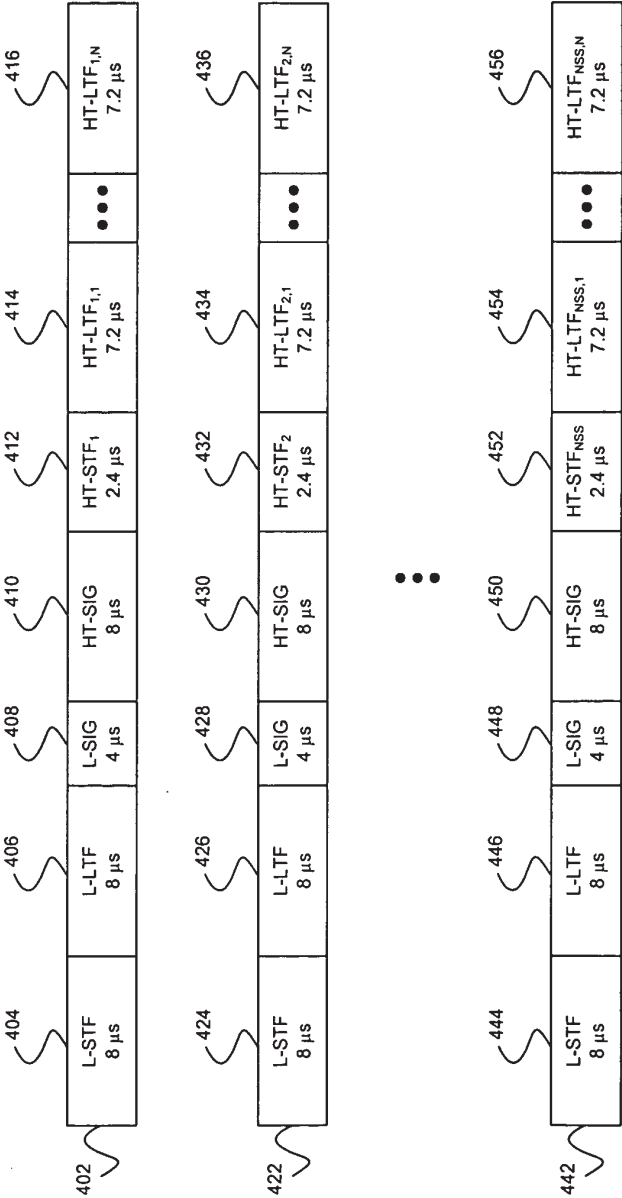 404 406 408 410 412 414 416
402
L-STF
8 µs
L-LTF
8 µs
L-SIG
4 µs
HT-SIG
8 µs
HT-STF1
2.4 µs
HT-LTF1,1
7.2 µs
HT-LTF1,N
7.2 µs
424 426 428 430 432 434 436
422
L-STF
8 µs
L-LTF
8 µs
L-SIG
4 µs
HT-SIG
8 µs
HT-STF2
2.4 µs
HT-LTF2,1
7.2 µs
HT-LTF2,N
7.2 µs
444 446 448 450 452 454 456
442
L-STF
8 µs
L-LTF
8 µs
L-SIG
4 µs
HT-SIG
8 µs
HT-STFNSS
2.4 µs
HT-LTFNSS,1
7.2 µs
HT-LTFNSS,N
7.2 µs